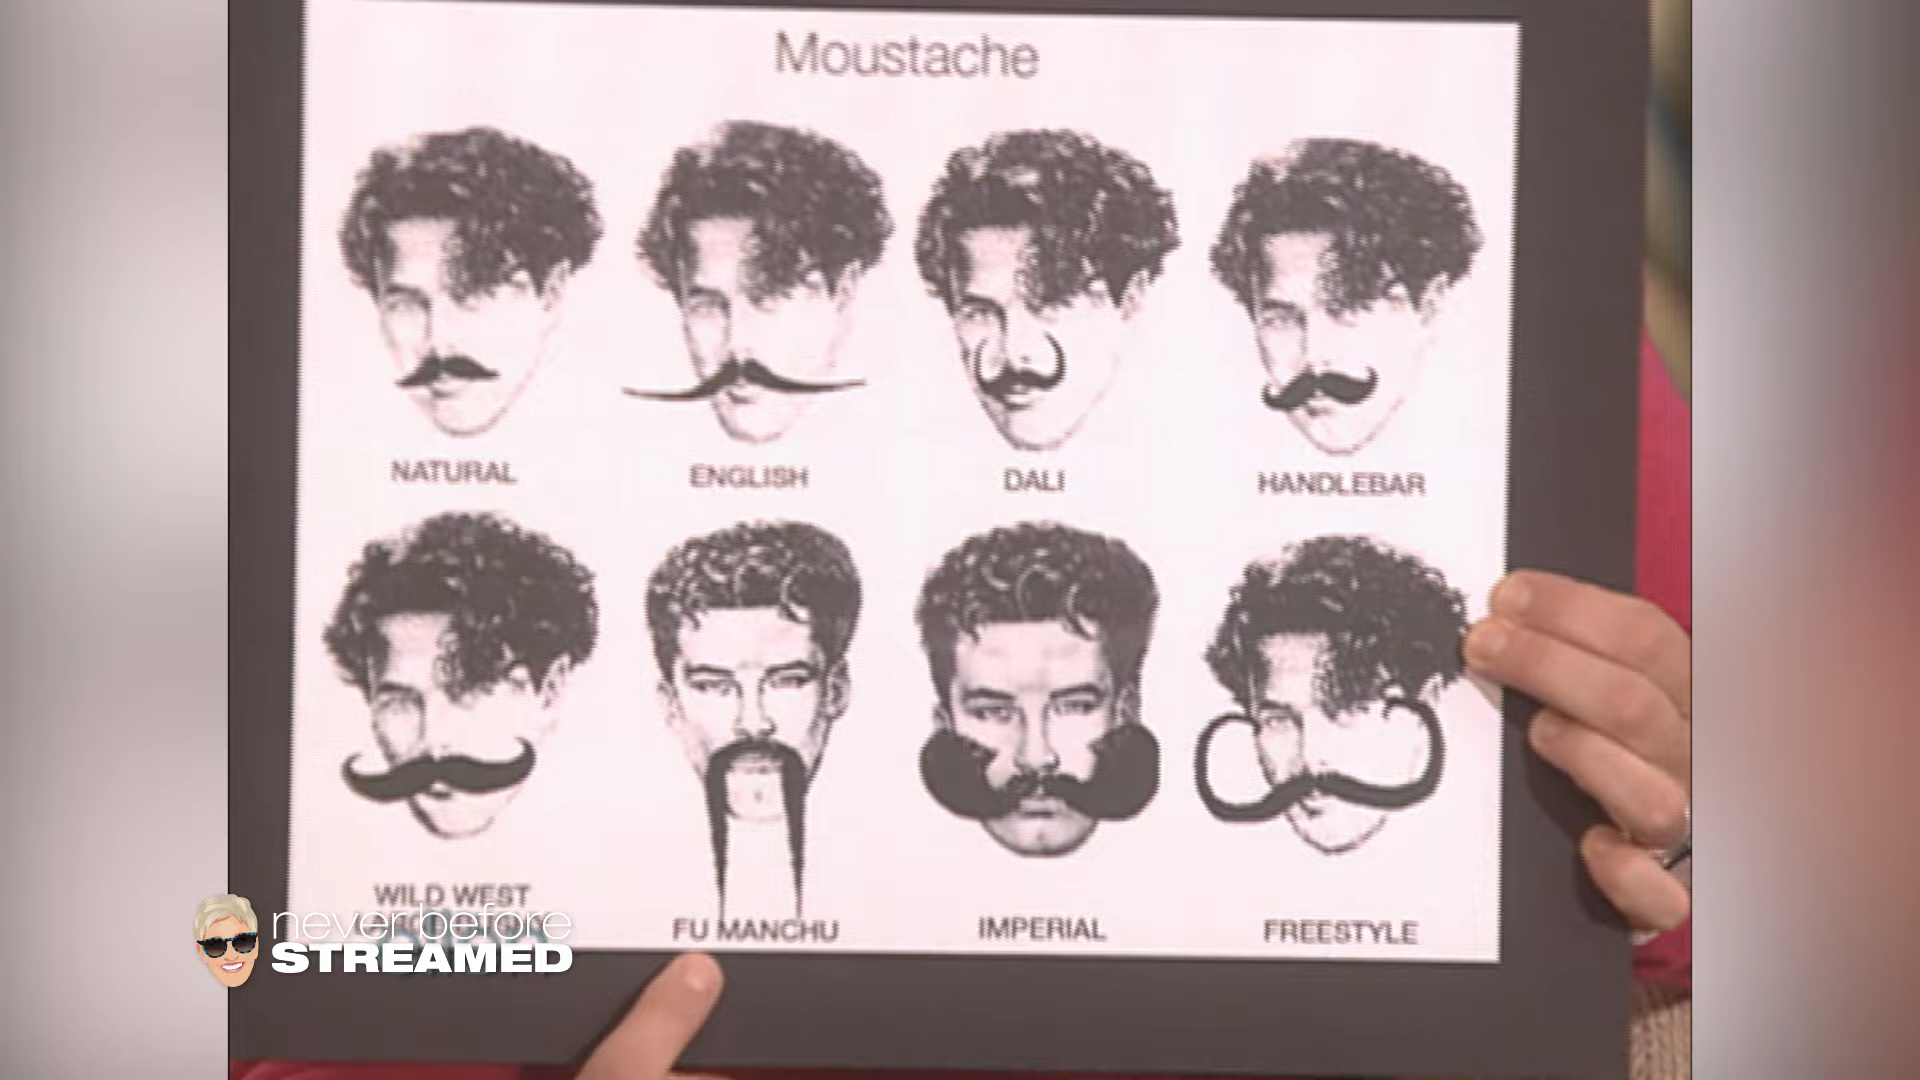 Moustache
NATURAL
ENGLISH
DALI
HANDLEBAR
WILD WEST
FU MANCHU
IMPERIAL
FREESTYLE
never before
STREAMED